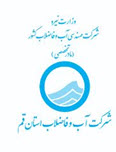 وزارت نیرو
شرکت مهندسی آب و فاضلاب کشور
(مادر تخصصی)
شرکت آب و فاضلاب استان قم